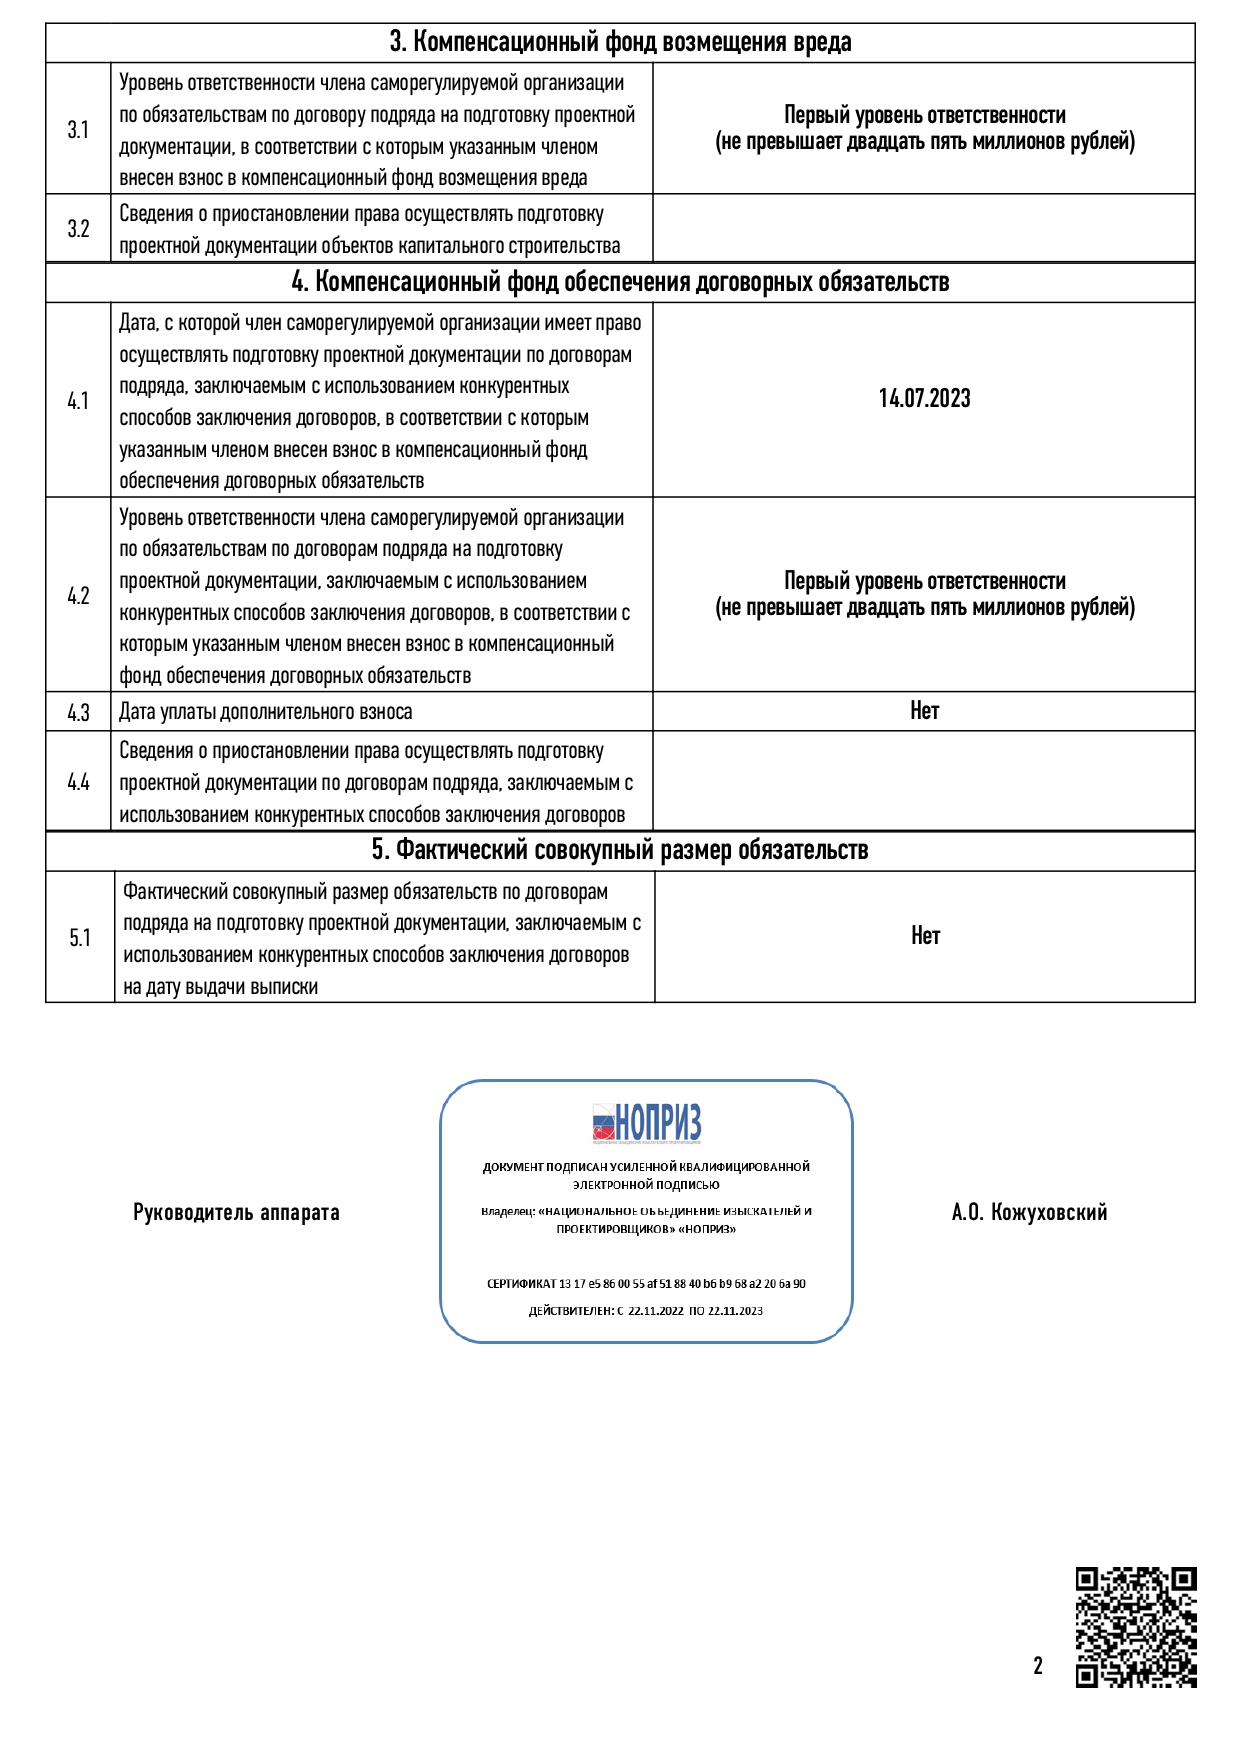 3. Компенсационный фонд возмещения вреда
3.1
Уровень ответственности члена саморегулируемой организации
по обязательствам по договору подряда на подготовку проектной
документации, в соответствии с которым указанным членом
внесен взнос в компенсационный фонд возмещения вреда
Первый уровень ответственности
(не превышает двадцать пять миллионов рублей)
3.2
Сведения о приостановлении права осуществлять подготовку
проектной документации объектов капитального строительства
4. Компенсационный фонд обеспечения договорных обязательств
4.1
Дата, с которой член саморегулируемой организации имеет право
осуществлять подготовку проектной документации по договорам
подряда, заключаемым с использованием конкурентных
способов заключения договоров, в соответствии с которым
указанным членом внесен взнос в компенсационный фонд
обеспечения договорных обязательств
14.07.2023
4.2
Уровень ответственности члена саморегулируемой организации
по обязательствам по договорам подряда на подготовку
проектной документации, заключаемым с использованием
конкурентных способов заключения договоров, в соответствии с
которым указанным членом внесен взнос в компенсационный
фонд обеспечения договорных обязательств
Первый уровень ответственности
(не превышает двадцать пять миллионов рублей)
4.3
Дата уплаты дополнительного взноса
Нет
4.4
Сведения о приостановлении права осуществлять подготовку
проектной документации по договорам подряда, заключаемым с
использованием конкурентных способов заключения договоров
5. Фактический совокупный размер обязательств
5.1
Фактический совокупный размер обязательств по договорам
подряда на подготовку проектной документации, заключаемым с
использованием конкурентных способов заключения договоров
на дату выдачи выписки
Нет
Руководитель аппарата
НОПРИЗ
ДОКУМЕНТ ПОДПИСАН УСИЛЕННОЙ КВАЛИФИЦИРОВАННОЙ
ЭЛЕКТРОННОЙ ПОДПИСЬЮ
Владелец: «НАЦИОНАЛЬНОЕ ОБЪЕДИНЕНИЕ ИЗЫСКАТЕЛЕЙ И
ПРОЕКТИРОВЩИКОВ» «НОПРИЗ»
СЕРТИФИКАТ 13 17 e5 86 00 55 af 51 88 40 b6 b9 68 a2 20 6a 90
ДЕЙСТВИТЕЛЕН: С 22.11.2022 ПО 22.11.2023
А.О. Кожуховский
2